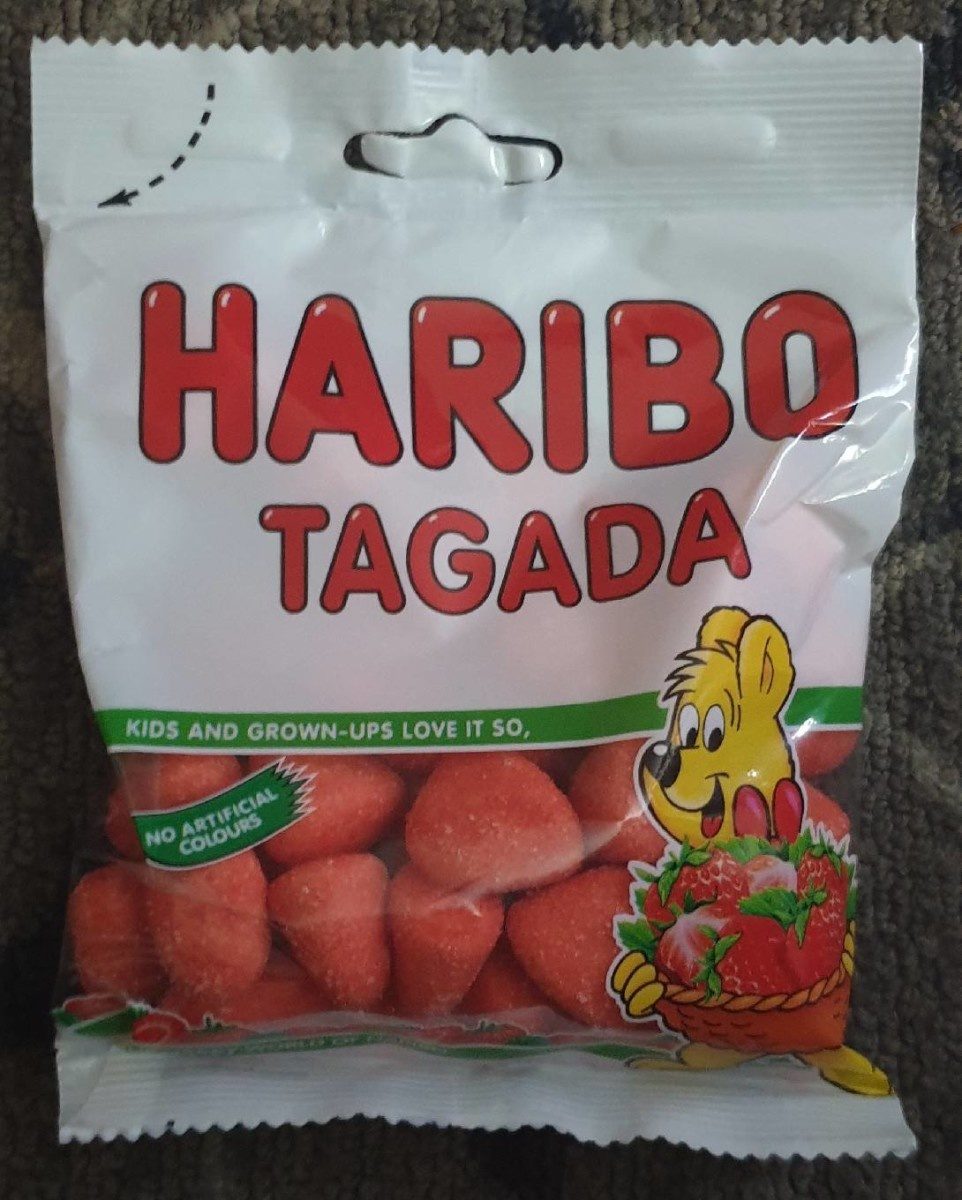 HARIBO
TAGADA
KIDS AND GROWN-UPS LOVE IT SO,
NO ARTIFICIAL
COLOURS